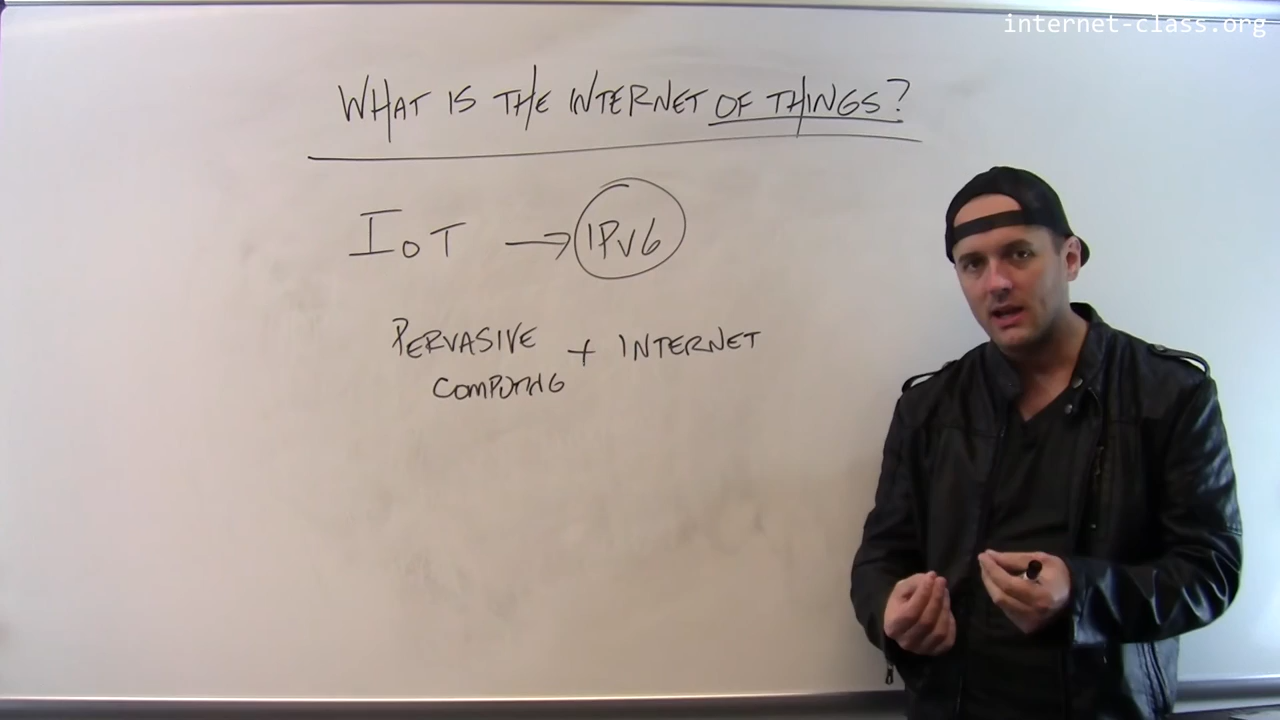 internet-class.org
WHAT IS THE INTERNET OF THINGS?
IoT → IPv6
PERVASIVE + INTERNET
COMPUTING